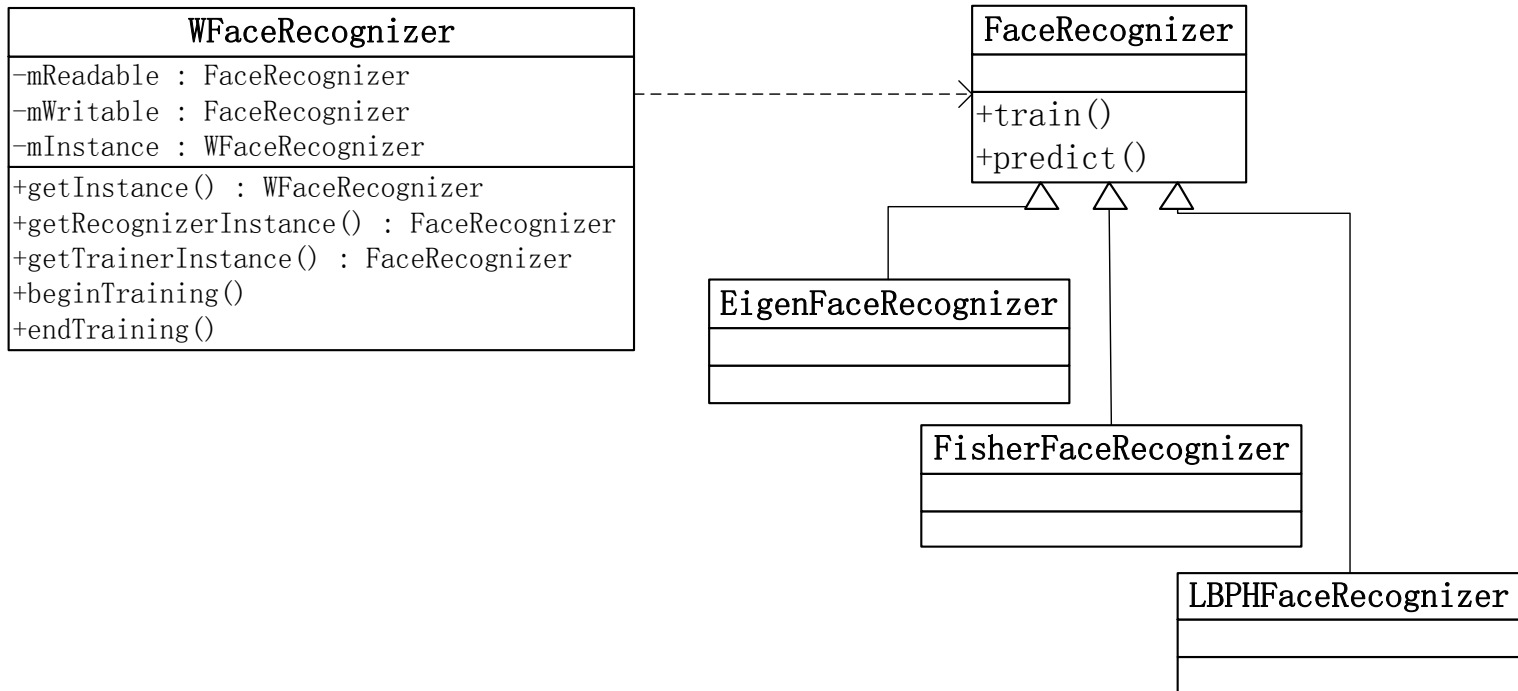 WFaceRecognizer
-mReadable : FaceRecognizer
-mWritable : FaceRecognizer
-mInstance : WFaceRecognizer
+getInstance() : WFaceRecognizer
+getRecognizerInstance() : FaceRecognizer
+getTrainerInstance() : FaceRecognizer
+beginTraining()
+endTraining()
FaceRecognizer
+train()
+predict()
EigenFaceRecognizer
FisherFaceRecognizer
LBPHFaceRecognizer